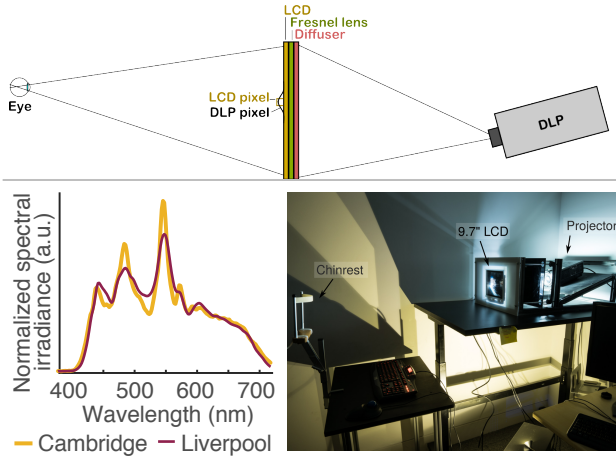 LCD
Fresnel lens
Diffuser
Eye
LCD pixel
DLP pixel
DLP
Normalized spectral
irradiance (a.u.)
400
500
600
700
Wavelength (nm)
Cambridge
Liverpool
9.7" LCD
Projector
Chinrest